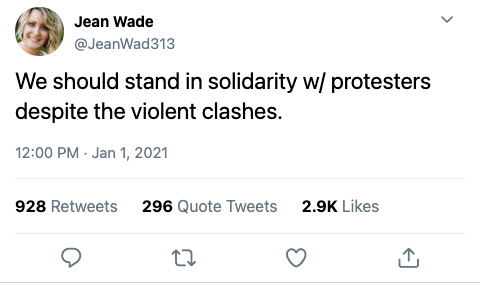 Jean Wade
@JeanWad313
We should stand in solidarity w/ protesters
despite the violent clashes.
12:00 PM · Jan 1, 2021
928 Retweets 296 Quote Tweets 2.9K Likes